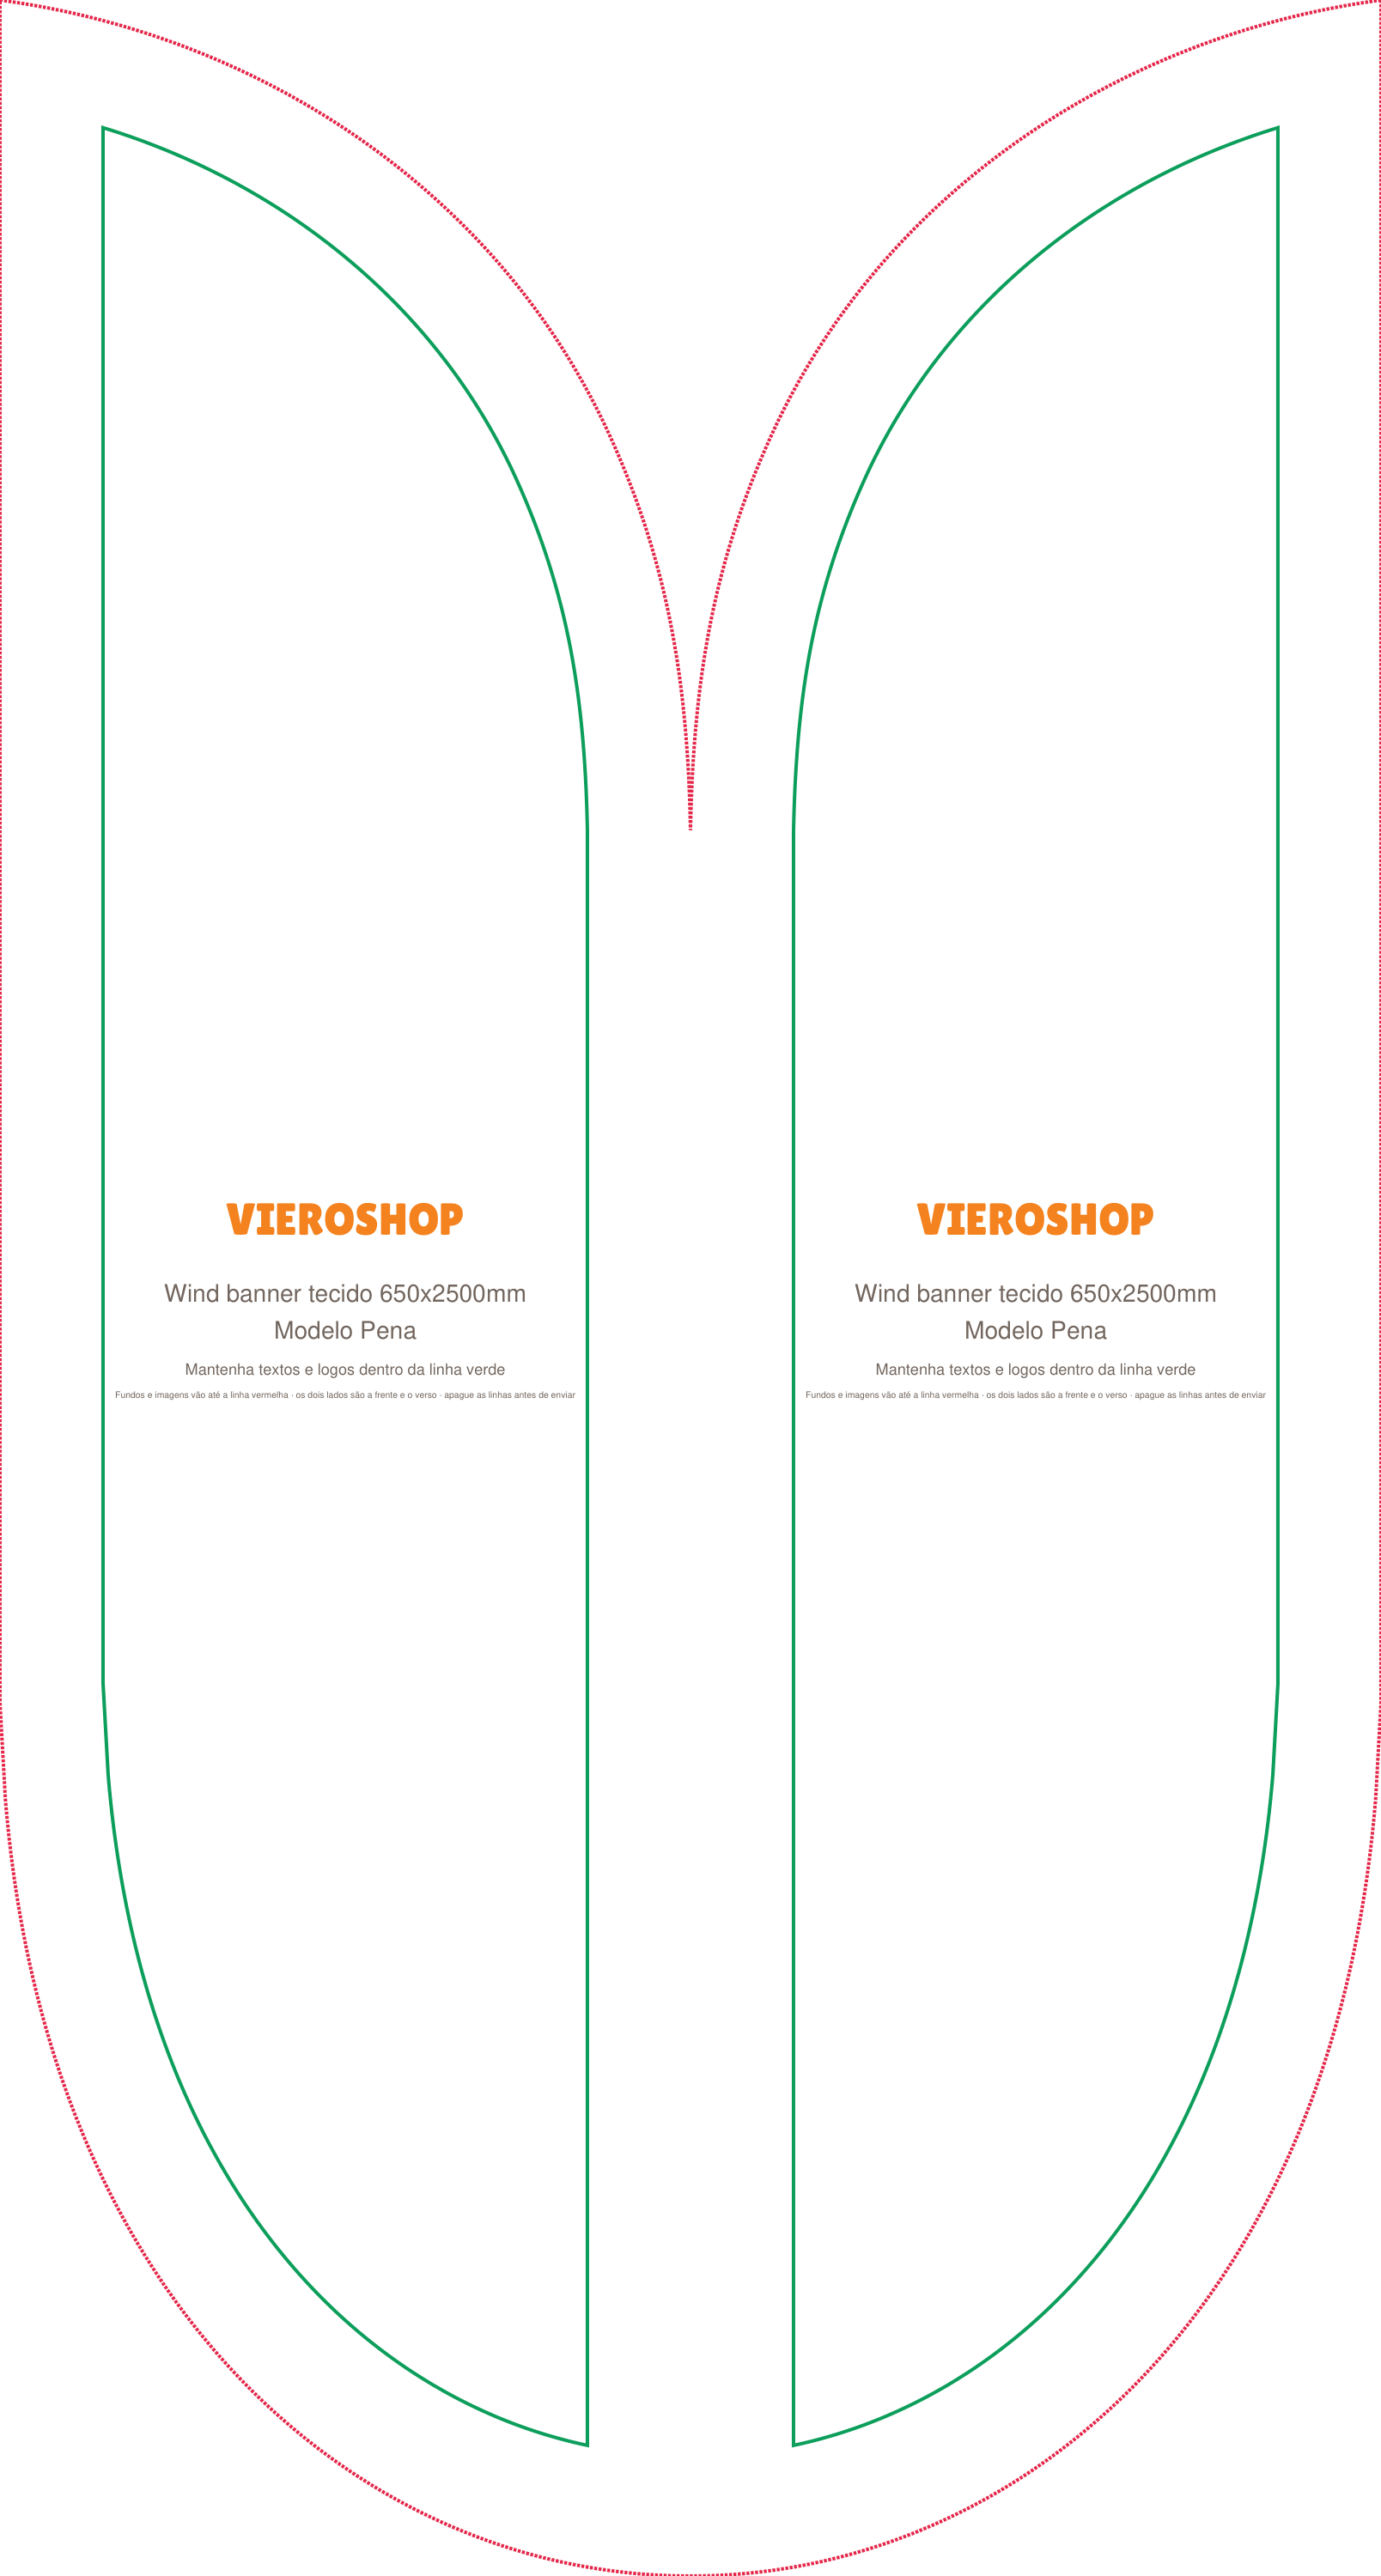 VIEROSHOP
Wind banner tecido 650x2500mm
Modelo Pena
Mantenha textos e logos dentro da linha verde
Fundos e imagens vão até a linha vermelha · os dois lados são a frente e o verso · apague as linhas antes de enviar
VIEROSHOP
Wind banner tecido 650x2500mm
Modelo Pena
Mantenha textos e logos dentro da linha verde
Fundos e imagens vão até a linha vermelha · os dois lados são a frente e o verso · apague as linhas antes de enviar